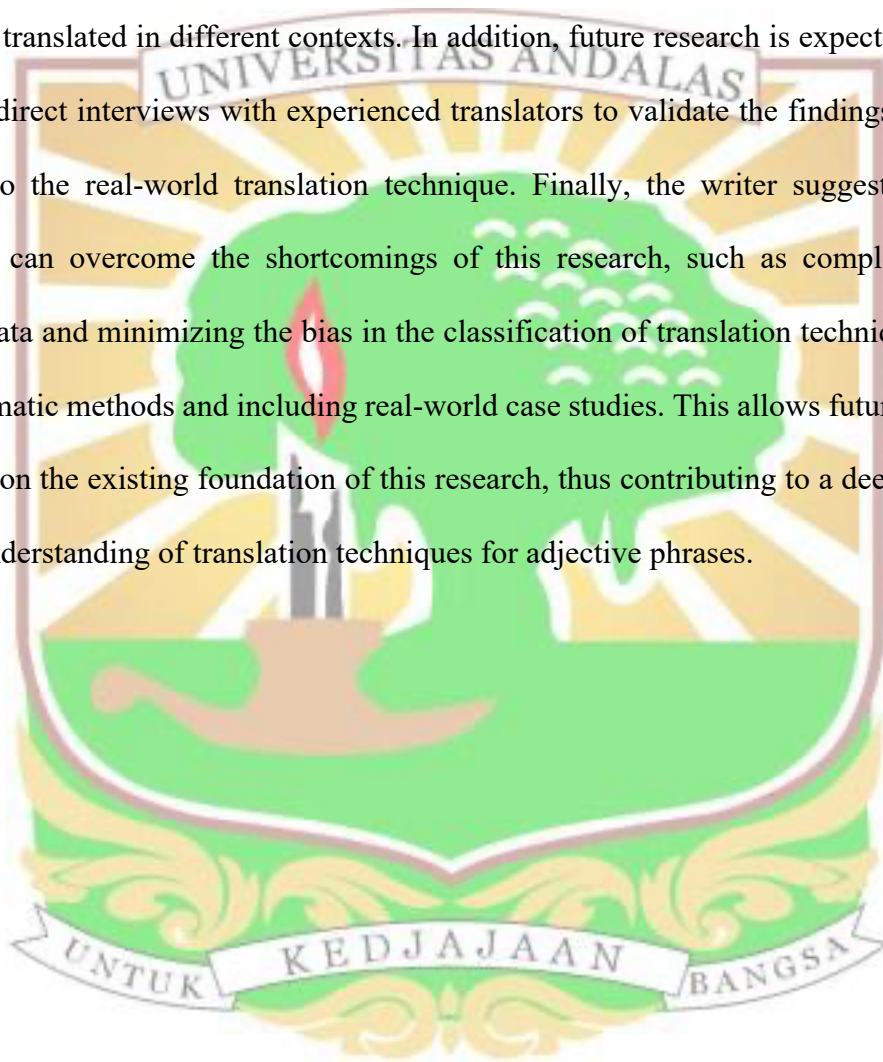 translated in different contexts. In addition, future research is expect
UNIVERSITAS ANDALAS
direct interviews with experienced translators to validate the findings
o the real-world translation technique. Finally, the writer suggest
can overcome the shortcomings of this research, such as compl
ata and minimizing the bias in the classification of translation techni
matic methods and including real-world case studies. This allows futur
on the existing foundation of this research, thus contributing to a dee
derstanding of translation techniques for adjective phrases.
UNTUK KEDJAJAAN BANGSA